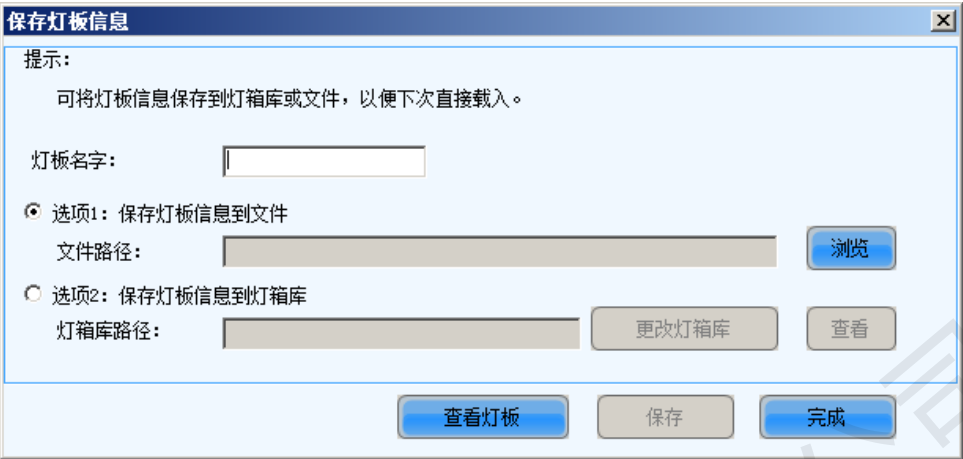 保存灯板信息
提示：
可将灯板信息保存到灯箱库或文件，以便下次直接载入。
灯板名字：
选项1：保存灯板信息到文件
文件路径：
浏览
选项2：保存灯板信息到灯箱库
灯箱库路径：
更改灯箱库
查看
查看灯板
保存
完成
公司